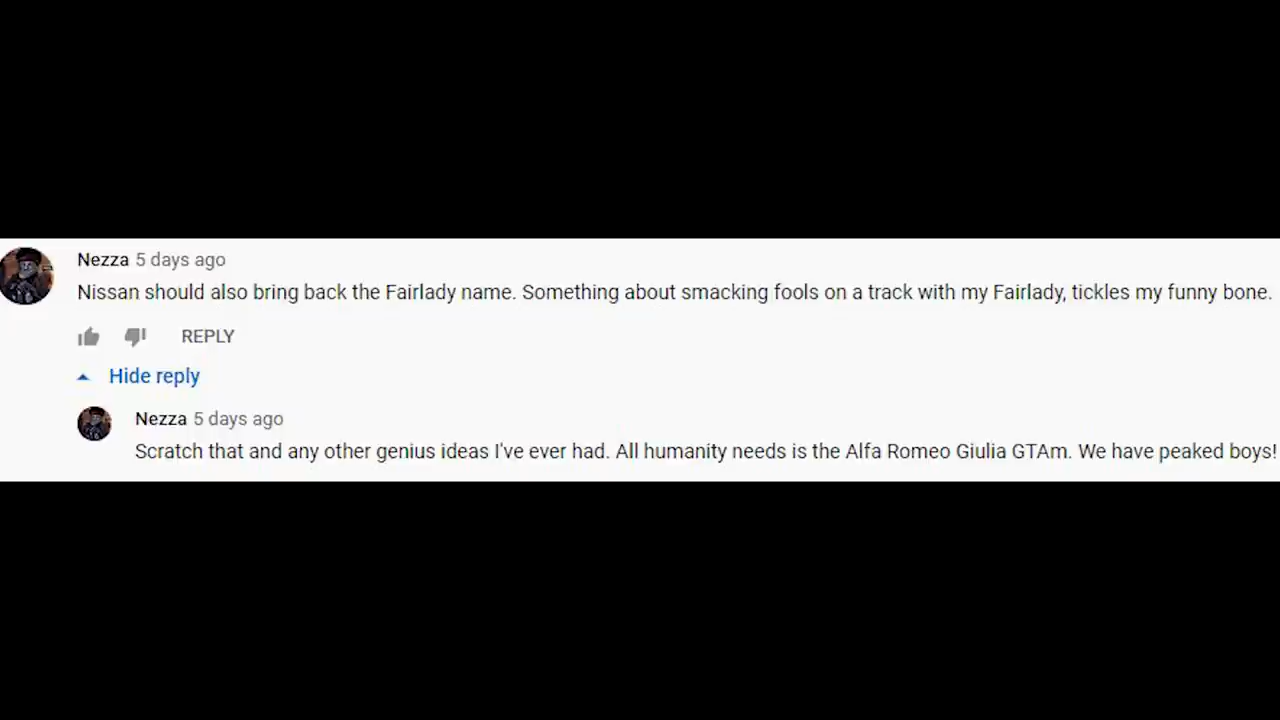 Nezza 5 days ago
Nissan should also bring back the Fairlady name. Something about smacking fools on a track with my Fairlady, tickles my funny bone.
REPLY
Hide reply
Nezza 5 days ago
Scratch that and any other genius ideas I've ever had. All humanity needs is the Alfa Romeo Giulia GTAm. We have peaked boys!